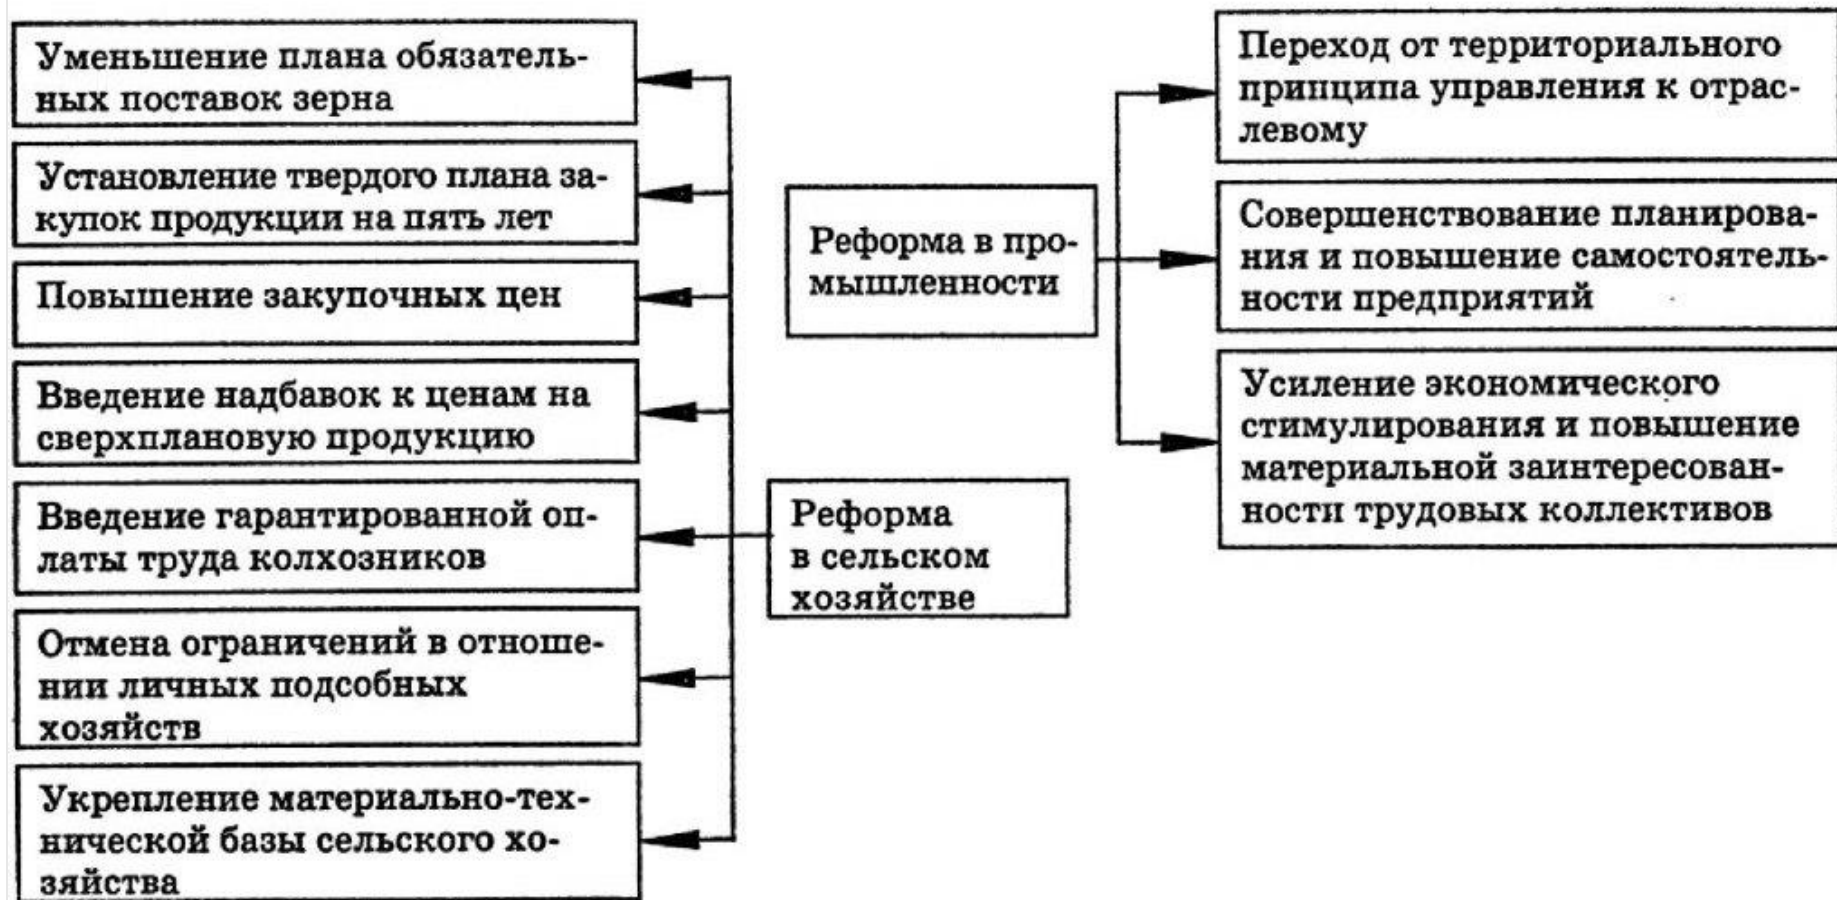 Уменьшение плана обязатель-
ных поставок зерна
Установление твердого плана за-
купок продукции на пять лет
Повышение закупочных цен
Введение надбавок к ценам на
сверхплановую продукцию
Введение гарантированной оп-
латы труда колхозников
Отмена ограничений в отноше-
нии личных подсобных
хозяйств
Укрепление материально-тех-
нической базы сельского хо-
зяйства
Реформа в про-
мышленности
Реформа
в сельском
хозяйстве
Переход от территориального
принципа управления к отрас-
левому
Совершенствование планирова-
ния и повышение самостоятель-
ности предприятий
Усиление экономического
стимулирования и повышение
материальной заинтересован-
ности трудовых коллективов